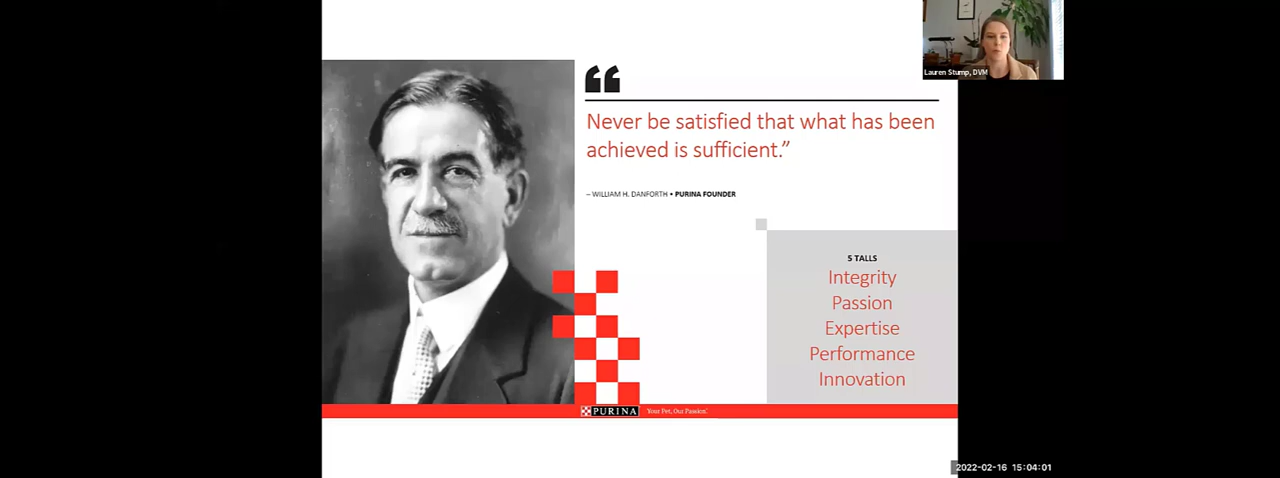 Lauren Stump, DVM
“
Never be satisfied that what has been
achieved is sufficient.”
– WILLIAM H. DANFORTH • PURINA FOUNDER
5 TALLS
Integrity
Passion
Expertise
Performance
Innovation
PURINA Your Pet, Our Passion.®
2022-02-16 15:04:01